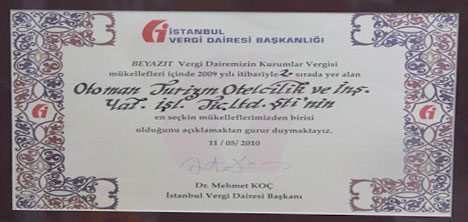 İSTANBUL
VERGİ DAİRESİ BAŞKANLIĞI
BEYAZIT Vergi Dairemizin Kurumlar Vergisi
mükellefleri içinde 2009 yılı itibariyle 2. sırada yer alan
Otoman Turizm Otelcilik ve İnş.
Yat. İşl. Tic. Ltd. Şti'nin
en seçkin mükelleflerimizden birisi
olduğunu açıklamaktan gurur duymaktayız.
11 / 05 / 2010
Dr. Mehmet KOÇ
İstanbul Vergi Dairesi Başkanı